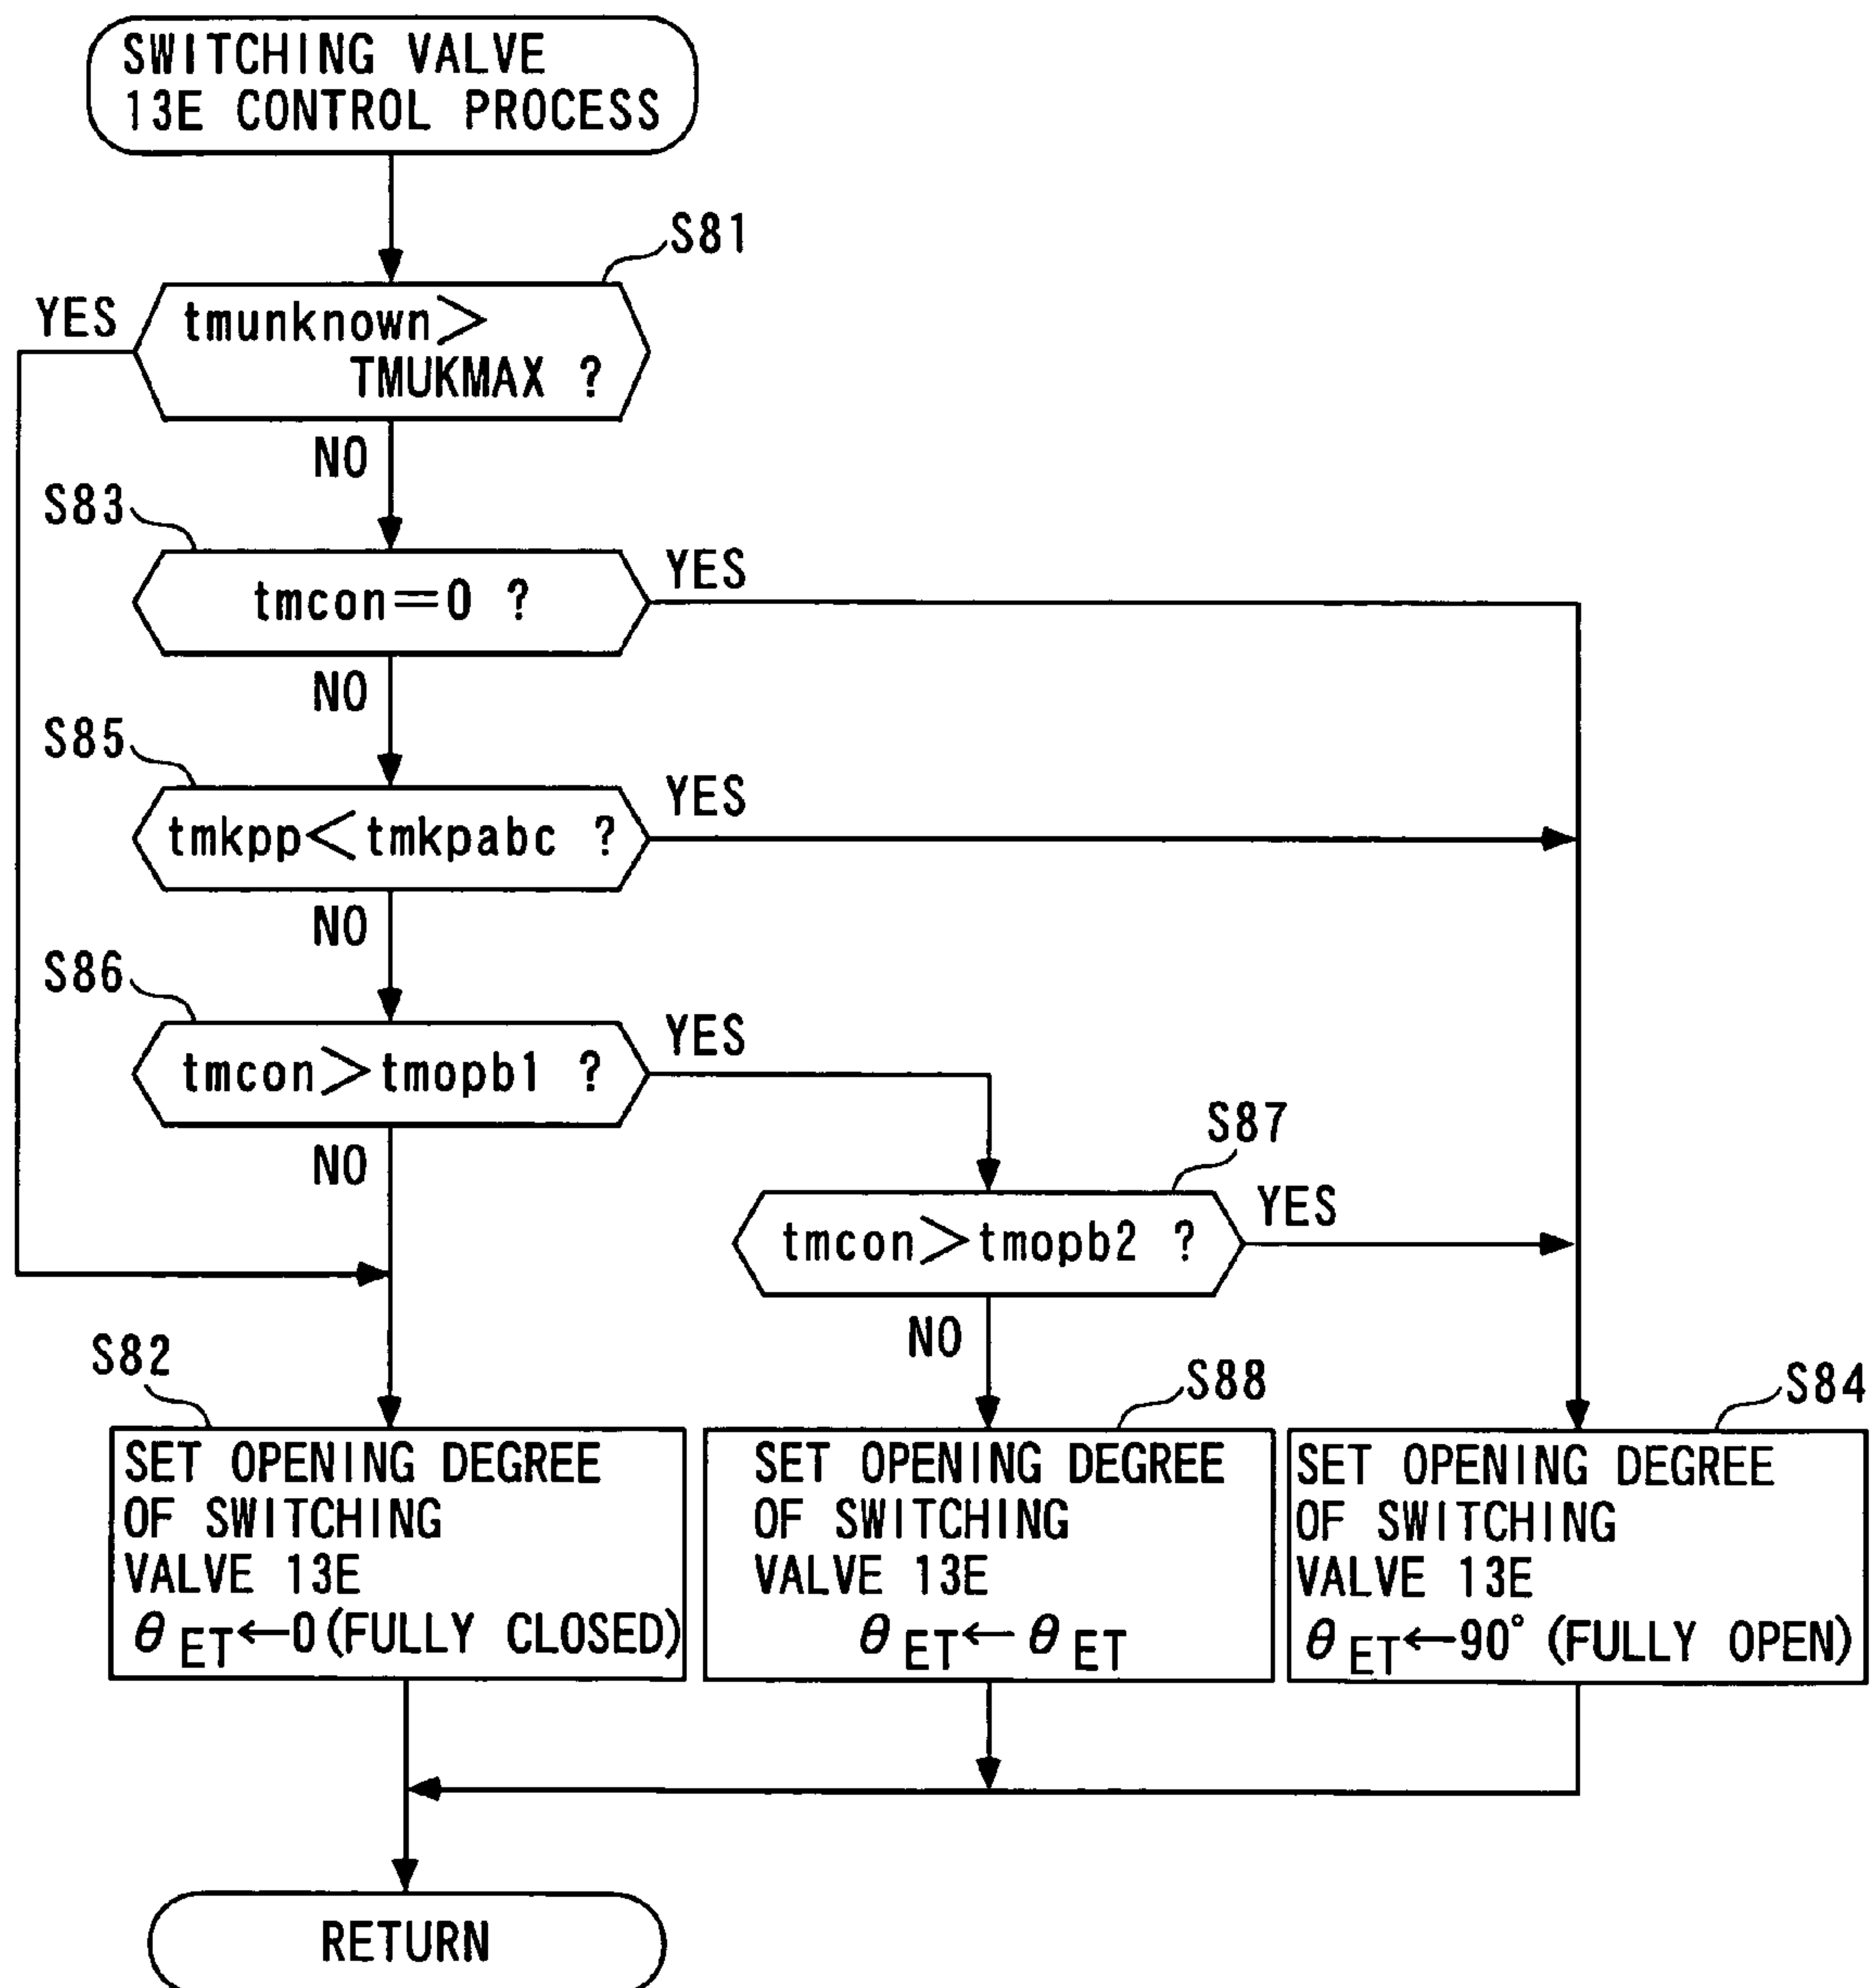 SWITCHING VALVE
13E CONTROL PROCESS
S81
YES
tmunknown>
TMUKMAX ?
NO
S83
tmcon=0 ?
YES
NO
S85
tmkpp<tmkpabc ?
YES
NO
S86
tmcon>tmopb1 ?
YES
NO
S87
tmcon>tmopb2 ?
YES
NO
S82
SET OPENING DEGREE
OF SWITCHING
VALVE 13E
θET←0(FULLY CLOSED)
S88
SET OPENING DEGREE
OF SWITCHING
VALVE 13E
θET←θET
S84
SET OPENING DEGREE
OF SWITCHING
VALVE 13E
θET←90°(FULLY OPEN)
RETURN